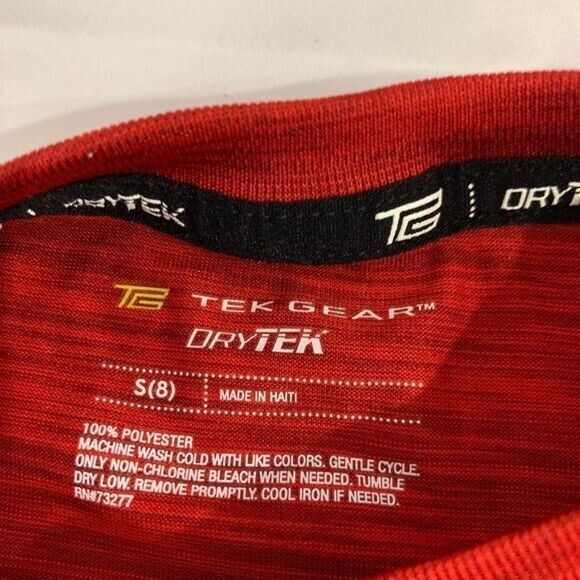 DRYTEK
TG
DRYT
TG TEK GEAR™
DRYTEK
S(8)
MADE IN HAITI
100% POLYESTER
MACHINE WASH COLD WITH LIKE COLORS. GENTLE CYCLE.
ONLY NON-CHLORINE BLEACH WHEN NEEDED. TUMBLE
DRY LOW. REMOVE PROMPTLY. COOL IRON IF NEEDED.
RN#73277